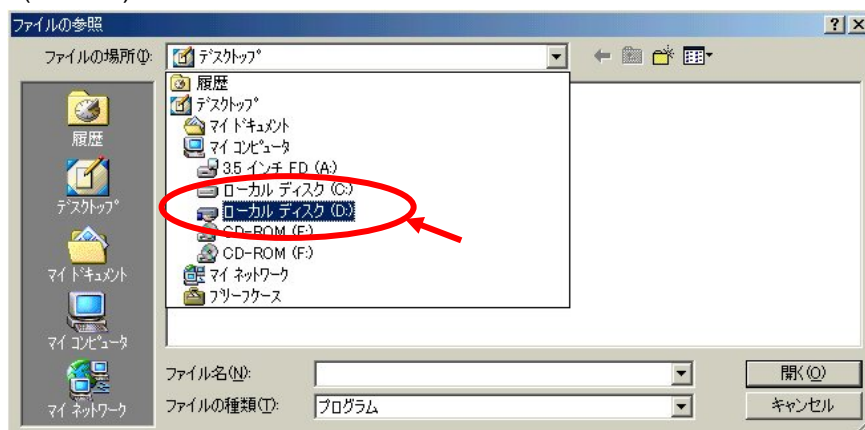 ファイルの参照
ファイルの場所(I):
デスクトップ
履歴
デスクトップ
マイ ドキュメント
マイ コンピュータ
3.5 インチ FD (A:)
ローカル ディスク (C:)
ローカル ディスク (D:)
CD-ROM (E:)
CD-ROM (F:)
マイ ネットワーク
ブリーフケース
履歴
デスクトップ
マイ ドキュメント
マイ コンピュータ
マイ ネットワーク
ファイル名(N):
開く(O)
ファイルの種類(T):
プログラム
キャンセル